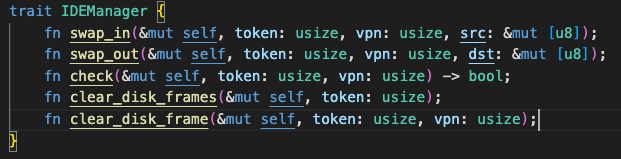 trait IDEManager {
    fn swap_in(&mut self, token: usize, vpn: usize, src: &mut [u8]);
    fn swap_out(&mut self, token: usize, vpn: usize, dst: &mut [u8]);
    fn check(&mut self, token: usize, vpn: usize) -> bool;
    fn clear_disk_frames(&mut self, token: usize);
    fn clear_disk_frame(&mut self, token: usize, vpn: usize);
}